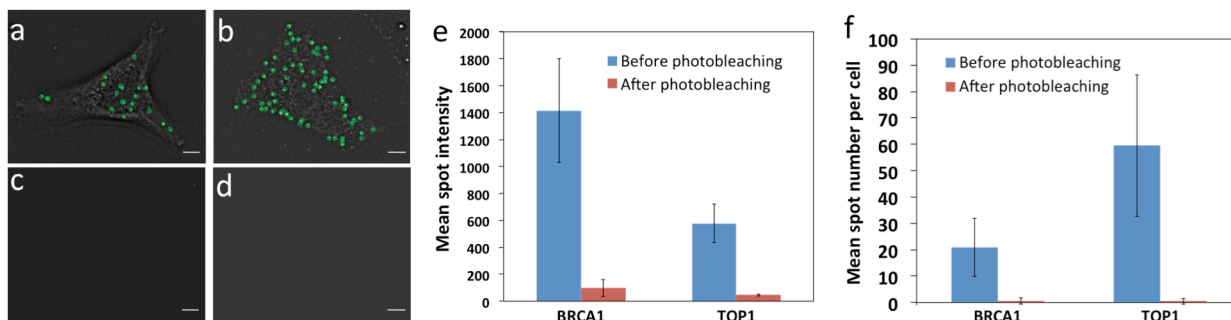 a
b
c
d
e
Mean spot intensity
2000
1800
1600
1400
1200
1000
800
600
400
200
0
Before photobleaching
After photobleaching
BRCA1
TOP1
f
Mean spot number per cell
100
90
80
70
60
50
40
30
20
10
0
Before photobleaching
After photobleaching
BRCA1
TOP1